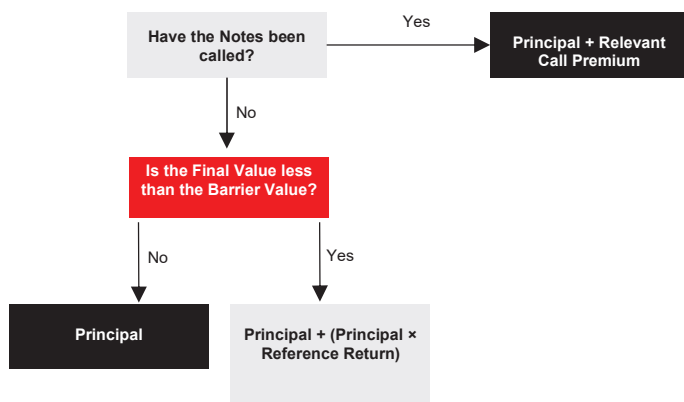 Have the Notes been
called?
Yes
Principal + Relevant
Call Premium
No
Is the Final Value less
than the Barrier Value?
No
Yes
Principal
Principal + (Principal ×
Reference Return)